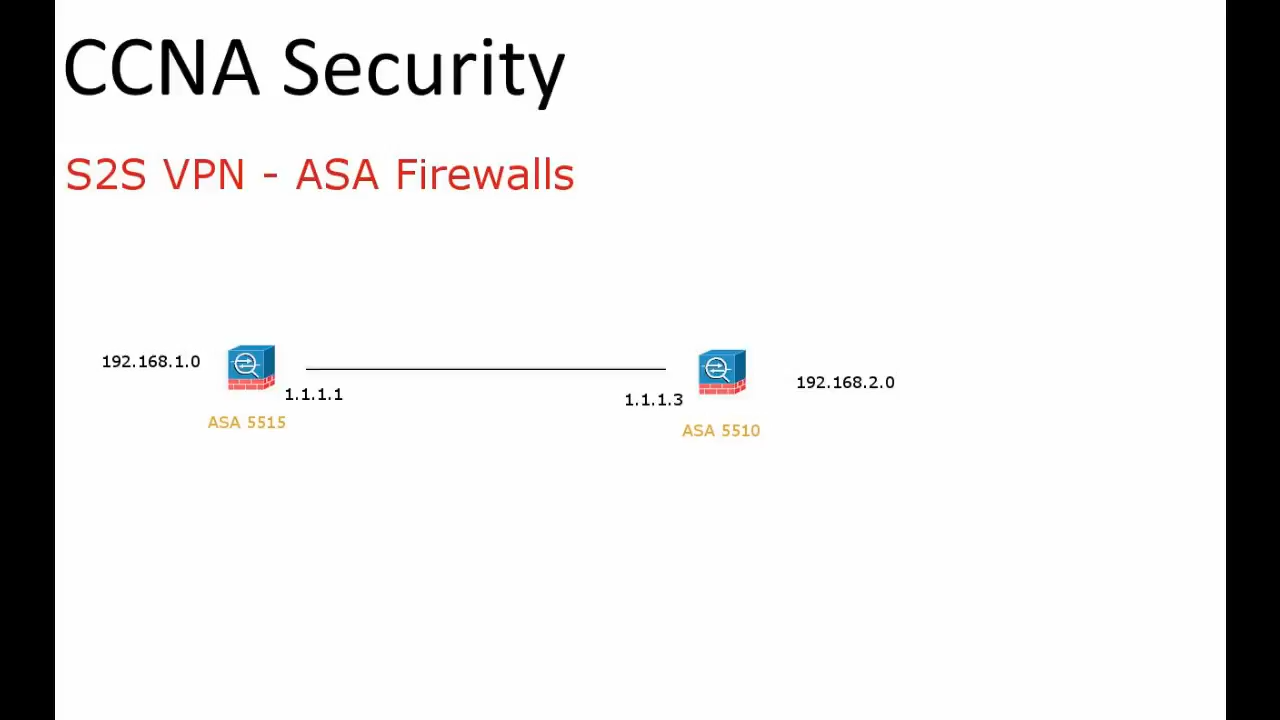 CCNA Security
S2S VPN - ASA Firewalls
192.168.1.0
1.1.1.1
ASA 5515
1.1.1.3
192.168.2.0
ASA 5510